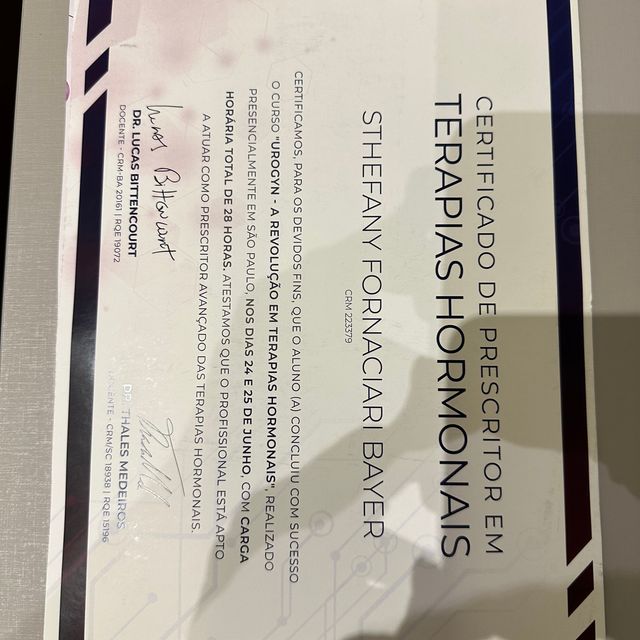 CERTIFICADO DE PRESCRITOR EM
TERAPIAS HORMONAIS
STHEFANY FORNACIARI BAYER
CRM 223379
CERTIFICAMOS, PARA OS DEVIDOS FINS, QUE O ALUNO (A) CONCLUIU COM SUCESSO
O CURSO "UROGYN - A REVOLUÇÃO EM TERAPIAS HORMONAIS", REALIZADO
PRESENCIALMENTE EM SÃO PAULO, NOS DIAS 24 E 25 DE JUNHO, COM CARGA
HORÁRIA TOTAL DE 28 HORAS. ATESTAMOS QUE O PROFISSIONAL ESTÁ APTO
A ATUAR COMO PRESCRITOR AVANÇADO DAS TERAPIAS HORMONAIS.
Lucas Bittencourt
DR. LUCAS BITTENCOURT
DOCENTE - CRM-BA 20161 | RQE 19072
DR. THALES MEDEIROS
DOCENTE - CRM/SC 18938 | RQE 15196